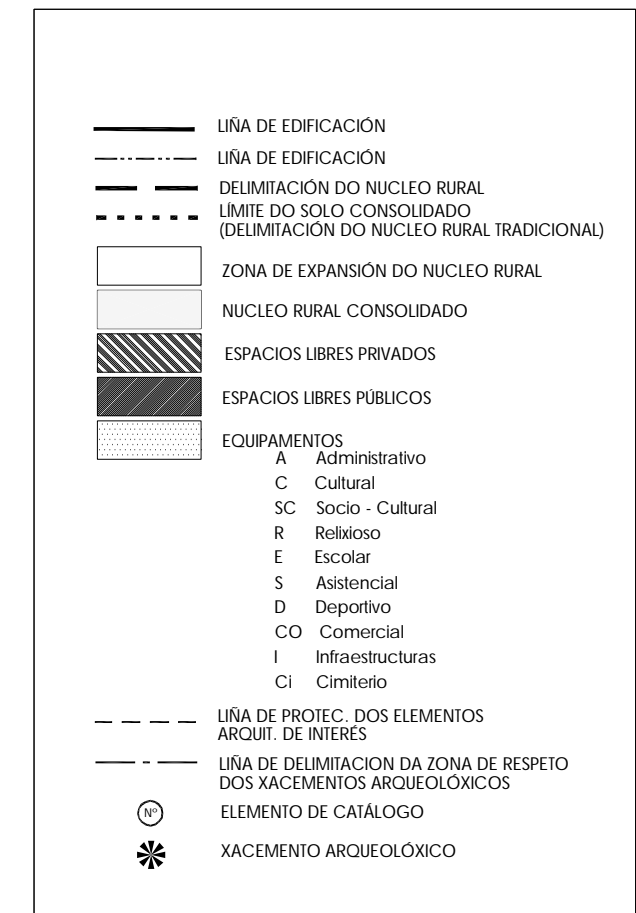 LIÑA DE EDIFICACIÓN
LIÑA DE EDIFICACIÓN
DELIMITACIÓN DO NUCLEO RURAL
LÍMITE DO SOLO CONSOLIDADO
(DELIMITACIÓN DO NUCLEO RURAL TRADICIONAL)
ZONA DE EXPANSIÓN DO NUCLEO RURAL
NUCLEO RURAL CONSOLIDADO
ESPACIOS LIBRES PRIVADOS
ESPACIOS LIBRES PÚBLICOS
EQUIPAMENTOS
A Administrativo
C Cultural
SC Socio - Cultural
R Relixioso
E Escolar
S Asistencial
D Deportivo
CO Comercial
I Infraestructuras
Ci Cimiterio
LIÑA DE PROTEC. DOS ELEMENTOS
ARQUIT. DE INTERÉS
LIÑA DE DELIMITACION DA ZONA DE RESPETO
DOS XACEMENTOS ARQUEOLÓXICOS
Nº ELEMENTO DE CATÁLOGO
XACEMENTO ARQUEOLÓXICO